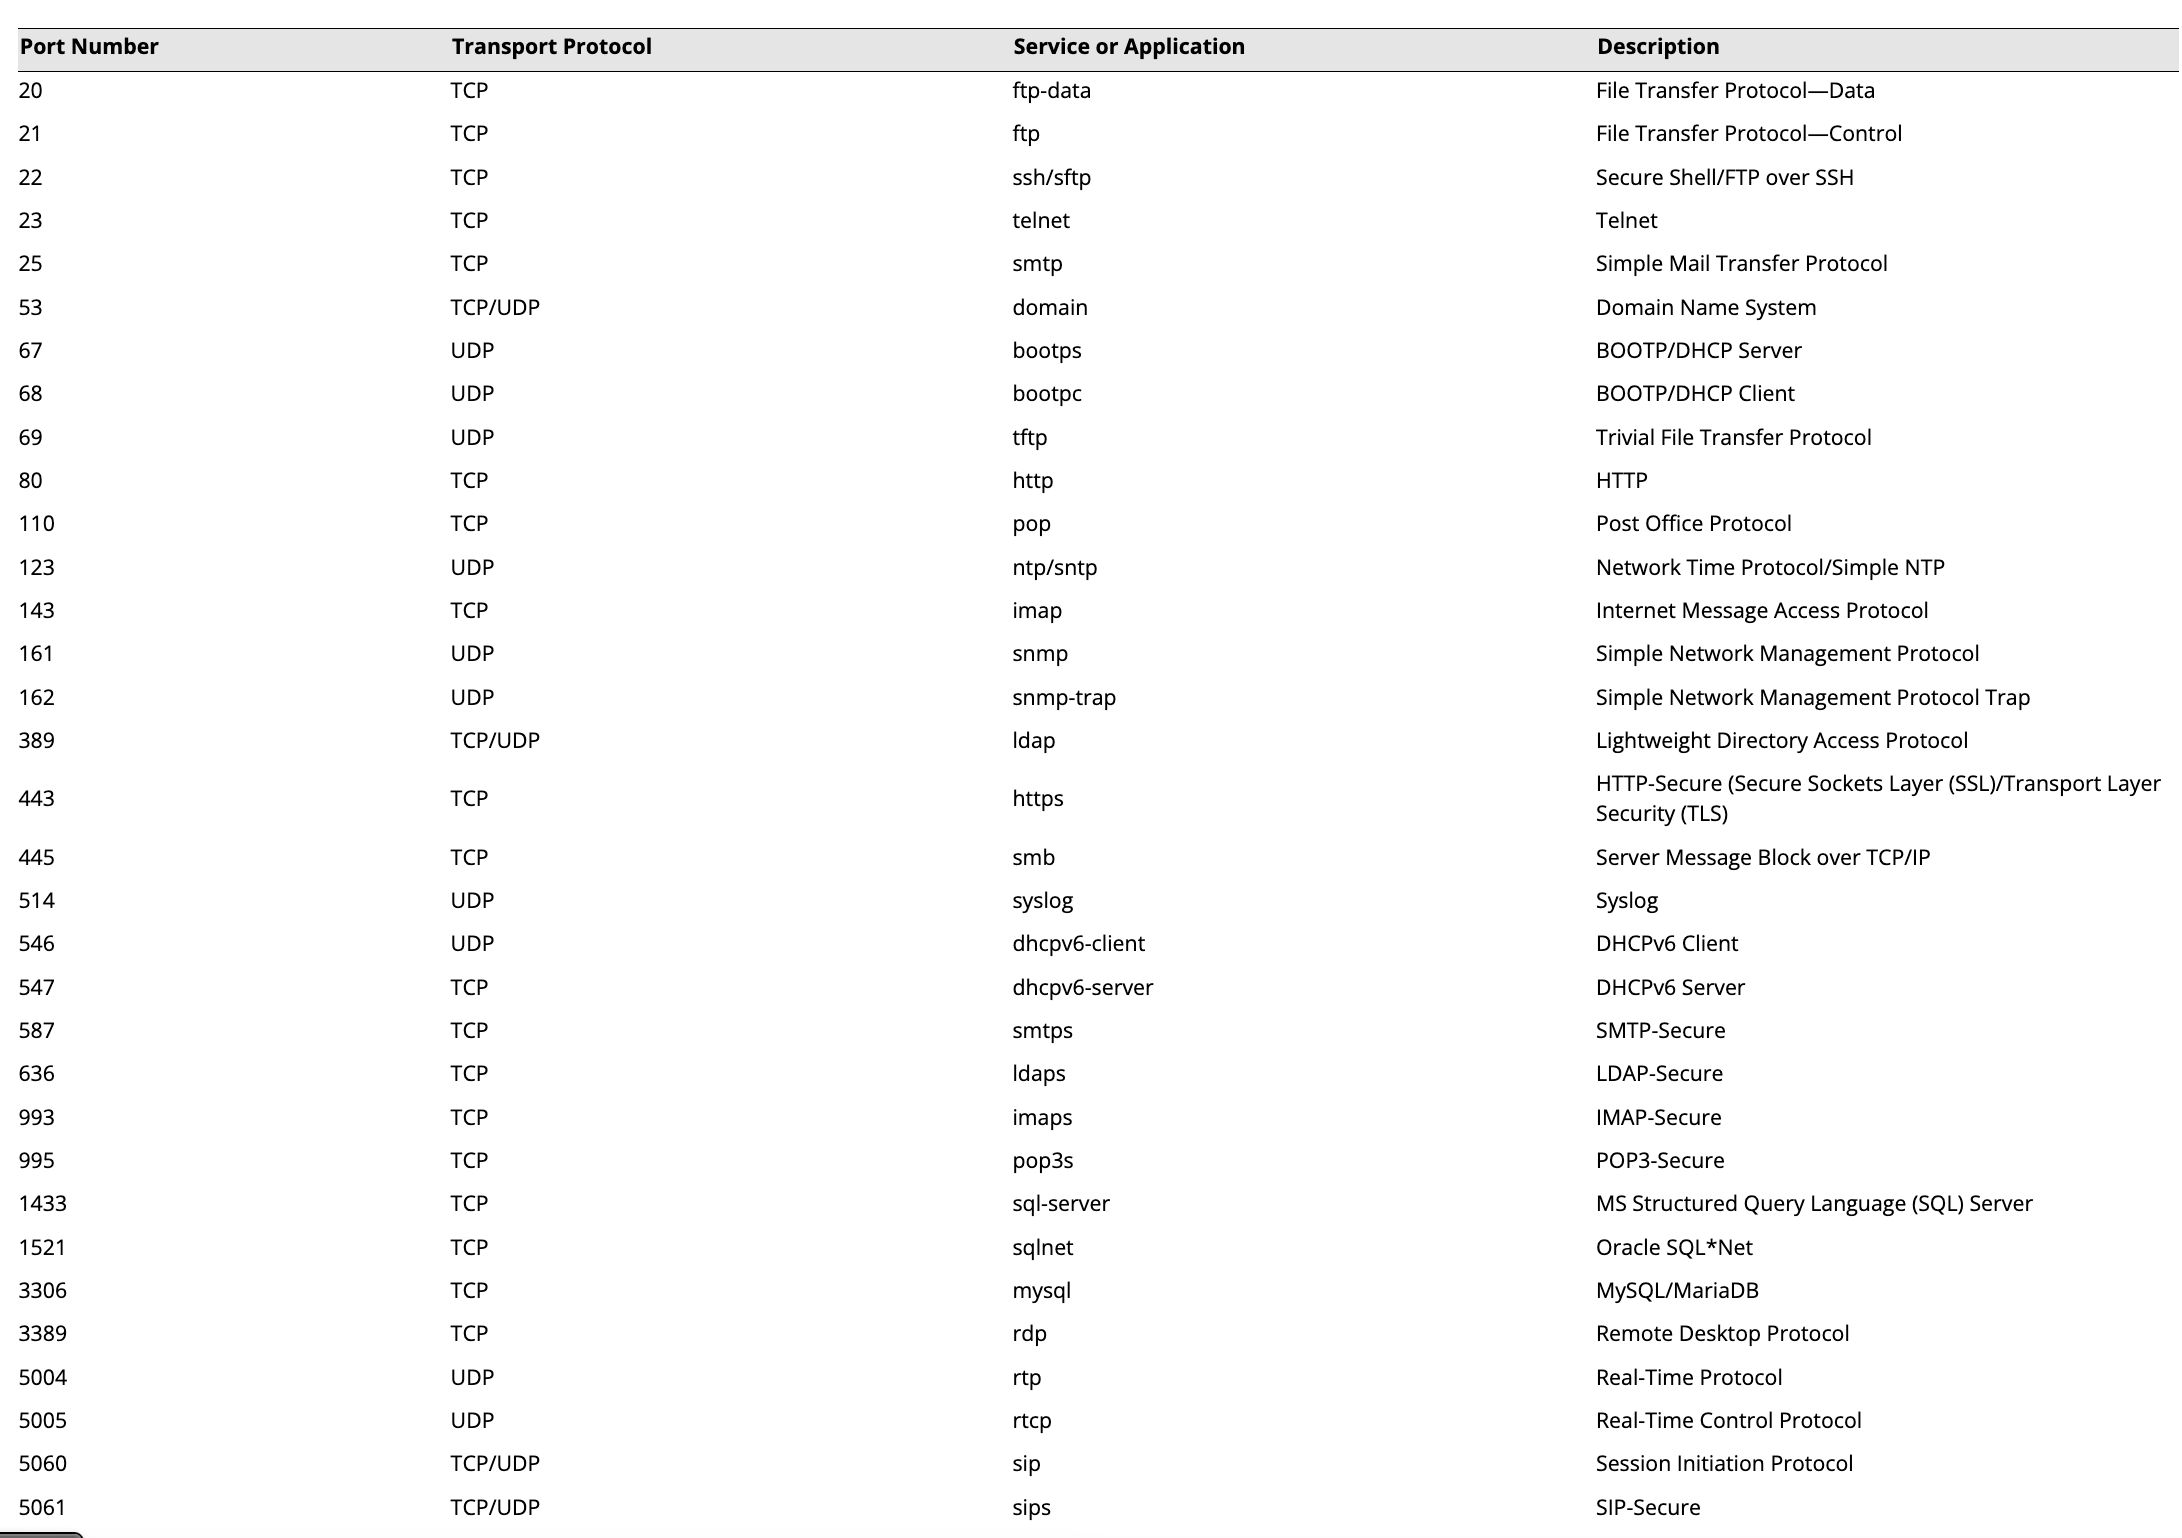 Port Number Transport Protocol Service or Application Description
20 TCP ftp-data File Transfer Protocol—Data
21 TCP ftp File Transfer Protocol—Control
22 TCP ssh/sftp Secure Shell/FTP over SSH
23 TCP telnet Telnet
25 TCP smtp Simple Mail Transfer Protocol
53 TCP/UDP domain Domain Name System
67 UDP bootps BOOTP/DHCP Server
68 UDP bootpc BOOTP/DHCP Client
69 UDP tftp Trivial File Transfer Protocol
80 TCP http HTTP
110 TCP pop Post Office Protocol
123 UDP ntp/sntp Network Time Protocol/Simple NTP
143 TCP imap Internet Message Access Protocol
161 UDP snmp Simple Network Management Protocol
162 UDP snmp-trap Simple Network Management Protocol Trap
389 TCP/UDP ldap Lightweight Directory Access Protocol
443 TCP https HTTP-Secure (Secure Sockets Layer (SSL)/Transport Layer
Security (TLS)
445 TCP smb Server Message Block over TCP/IP
514 UDP syslog Syslog
546 UDP dhcpv6-client DHCPv6 Client
547 TCP dhcpv6-server DHCPv6 Server
587 TCP smtps SMTP-Secure
636 TCP ldaps LDAP-Secure
993 TCP imaps IMAP-Secure
995 TCP pop3s POP3-Secure
1433 TCP sql-server MS Structured Query Language (SQL) Server
1521 TCP sqlnet Oracle SQL*Net
3306 TCP mysql MySQL/MariaDB
3389 TCP rdp Remote Desktop Protocol
5004 UDP rtp Real-Time Protocol
5005 UDP rtcp Real-Time Control Protocol
5060 TCP/UDP sip Session Initiation Protocol
5061 TCP/UDP sips SIP-Secure